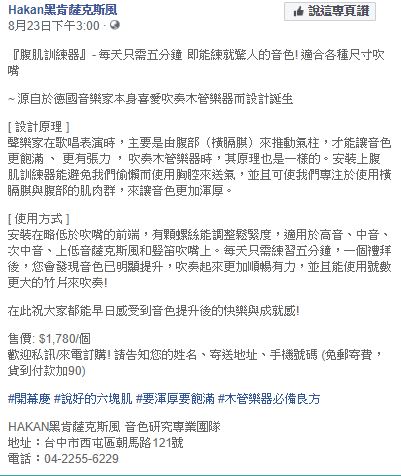 Hakan黑肯薩克斯風
說這專頁讚
8月23日下午3:00 ·
『腹肌訓練器』- 每天只需五分鐘 即能練就驚人的音色! 適合各種尺寸吹
嘴
~ 源自於德國音樂家本身喜愛吹奏木管樂器而設計誕生
[ 設計原理 ]
聲樂家在歌唱表演時，主要是由腹部（橫膈膜）來推動氣柱，才能讓音色
更飽滿 、 更有張力 ， 吹奏木管樂器時，其原理也是一樣的。安裝上腹
肌訓練器能避免我們偷懶而使用胸腔來送氣，並且可使我們專注於使用橫
膈膜與腹部的肌肉群，來讓音色更加渾厚。
[ 使用方式 ]
安裝在略低於吹嘴的前端，有顆螺絲能調整鬆緊度，適用於高音、中音、
次中音、上低音薩克斯風和豎笛吹嘴上。每天只需練習五分鐘，一個禮拜
後，您會發現音色已明顯提升，吹奏起來更加順暢有力，並且能使用號數
更大的竹片來吹奏!
在此祝大家都能早日感受到音色提升後的快樂與成就感!
售價: $1,780/個
歡迎私訊/來電訂購! 請告知您的姓名、寄送地址、手機號碼 (免郵寄費，
貨到付款加90)
#開幕慶 #說好的六塊肌 #要渾厚要飽滿 #木管樂器必備良方
HAKAN黑肯薩克斯風 音色研究專業團隊
地址：台中市西屯區朝馬路121號
電話：04-2255-6229